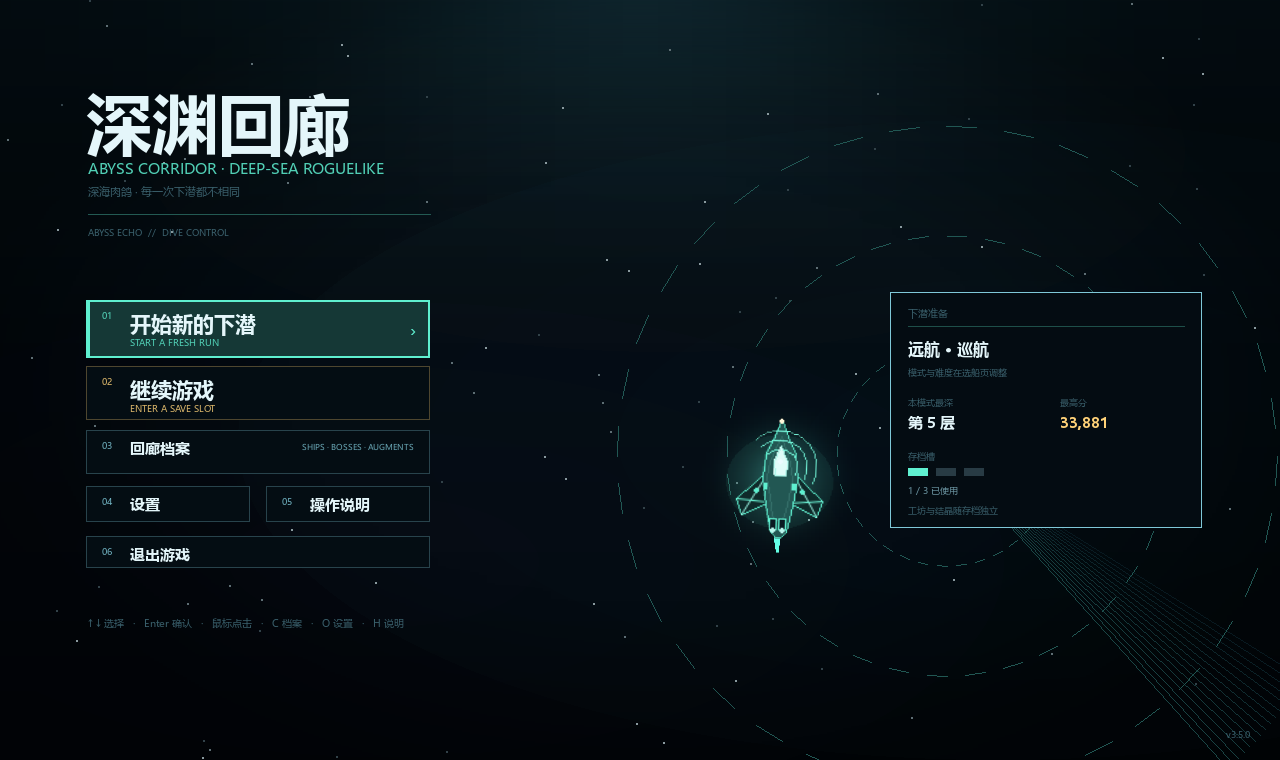 深渊回廊
ABYSS CORRIDOR · DEEP-SEA ROGUELIKE
深海肉鸽 · 每一次下潜都不相同
ABYSS ECHO // DIVE CONTROL
01 开始新的下潜 ›
START A FRESH RUN
02 继续游戏
ENTER A SAVE SLOT
03 回廊档案 SHIPS · BOSSES · AUGMENTS
04 设置 05 操作说明
06 退出游戏
↑↓ 选择 · Enter 确认 · 鼠标点击 · C 档案 · O 设置 · H 说明
下潜准备
远航 • 巡航
模式与难度在选船页调整
本模式最深 最高分
第 5 层 33,881
存档槽
1 / 3 已使用
工坊与结晶随存档独立
v3.5.0